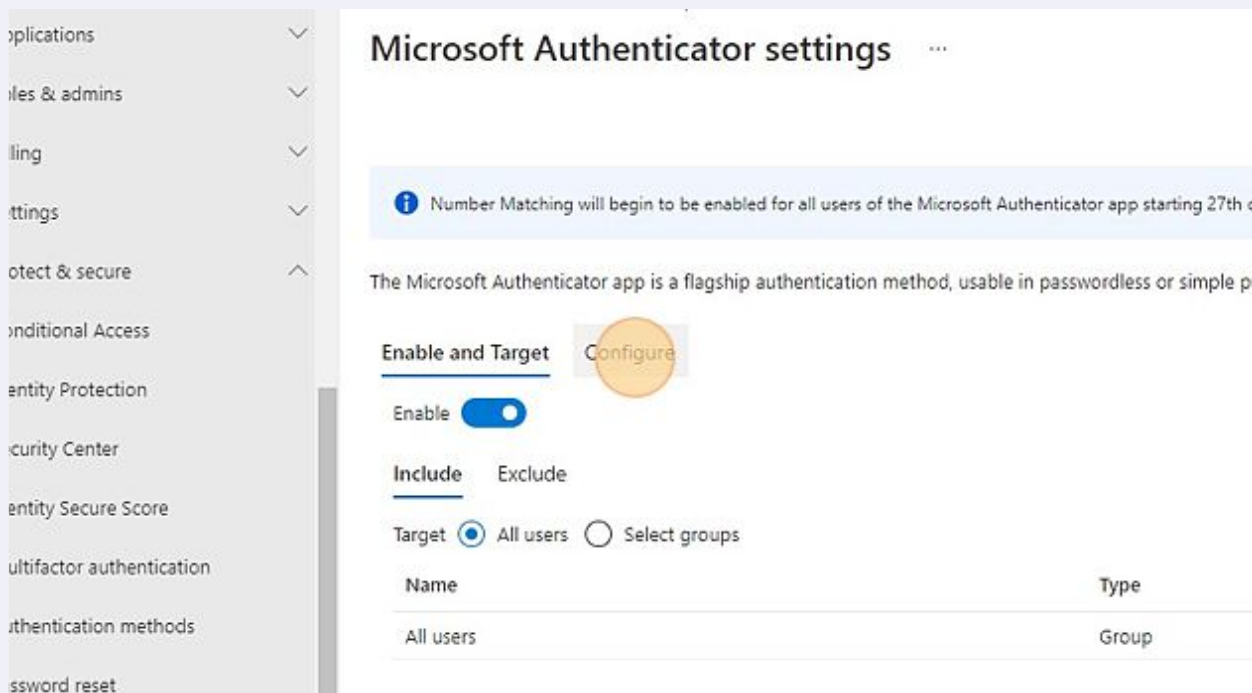 plications
les & admins
ling
ttings
otect & secure
nditional Access
entity Protection
curity Center
entity Secure Score
ultifactor authentication
uthentication methods
ssword reset
Microsoft Authenticator settings ...
Number Matching will begin to be enabled for all users of the Microsoft Authenticator app starting 27th
The Microsoft Authenticator app is a flagship authentication method, usable in passwordless or simple p
Enable and Target Configure
Enable
Include Exclude
Target All users Select groups
Name Type
All users Group